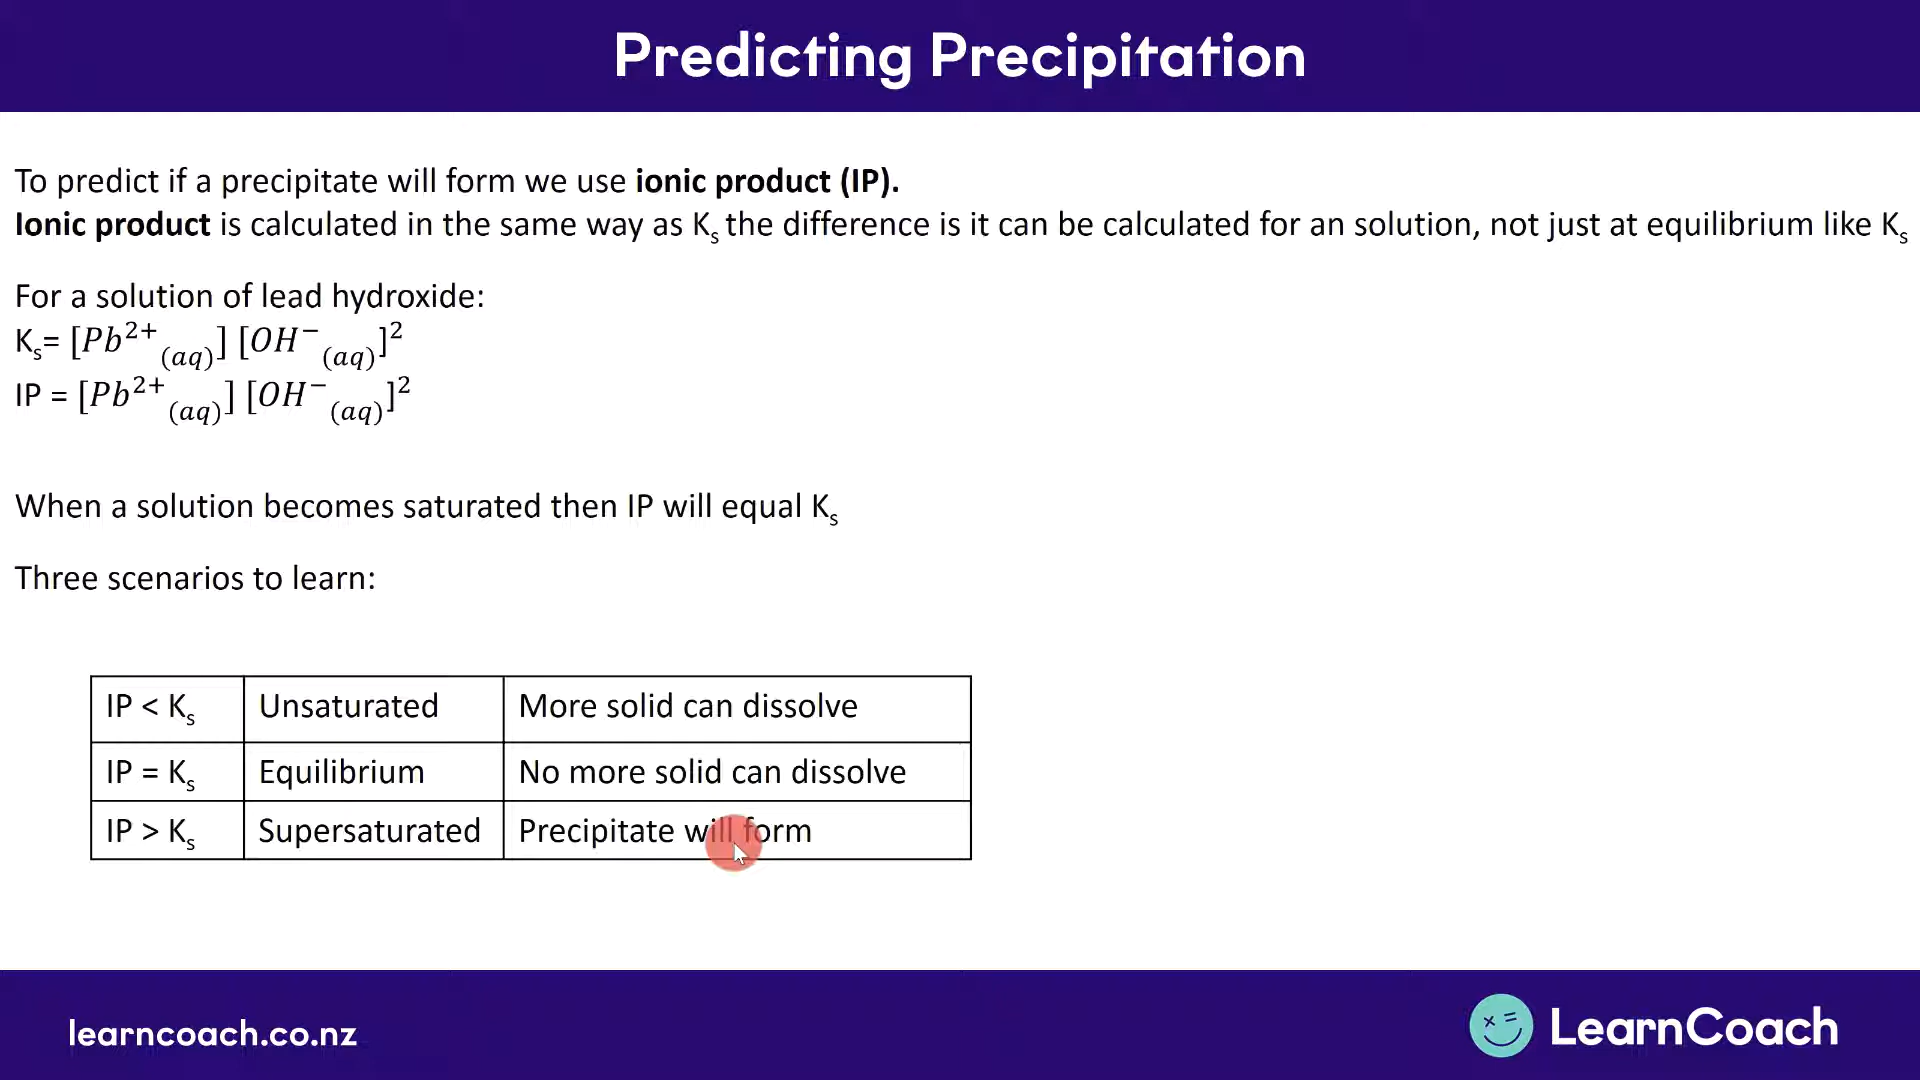 Predicting Precipitation
To predict if a precipitate will form we use ionic product (IP).
Ionic product is calculated in the same way as Kₛ the difference is it can be calculated for an solution, not just at equilibrium like Kₛ
For a solution of lead hydroxide:
Kₛ= [Pb²⁺₍aq₎] [OH⁻₍aq₎]²
IP = [Pb²⁺₍aq₎] [OH⁻₍aq₎]²
When a solution becomes saturated then IP will equal Kₛ
Three scenarios to learn:
IP < Kₛ Unsaturated More solid can dissolve
IP = Kₛ Equilibrium No more solid can dissolve
IP > Kₛ Supersaturated Precipitate will form
learncoach.co.nz
LearnCoach